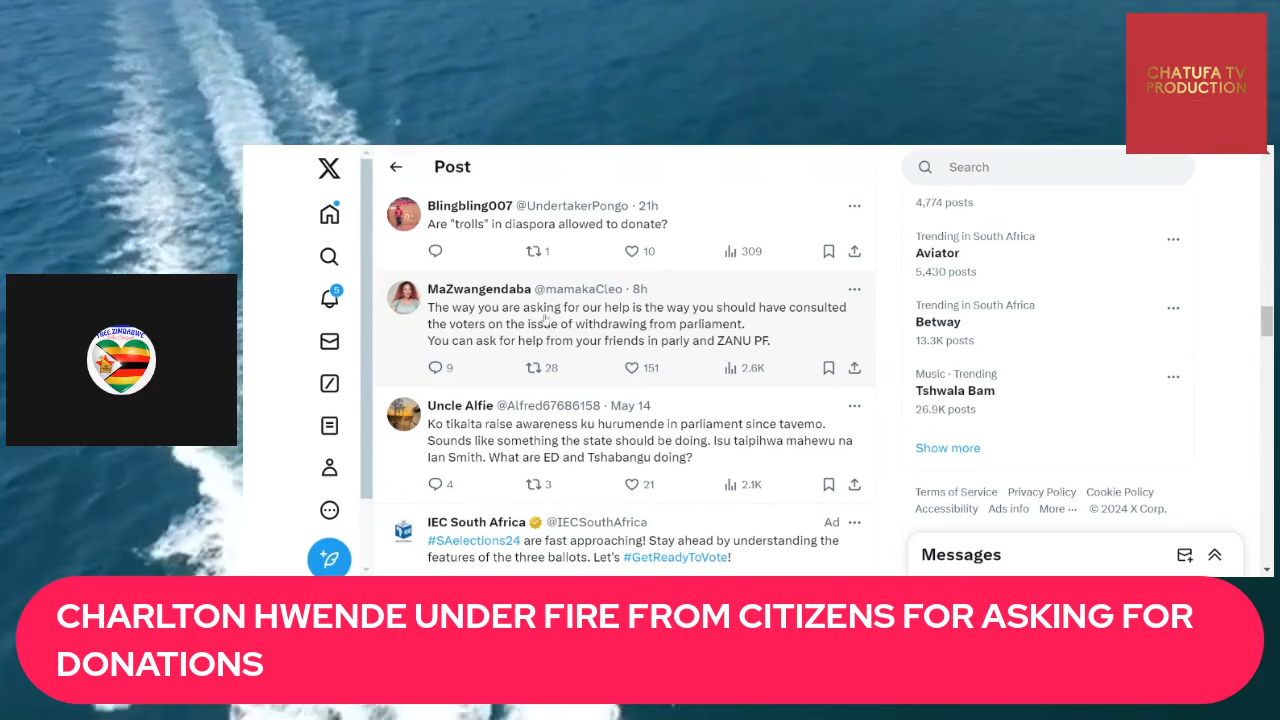 CHATUFA TV
PRODUCTION
Post
Search
Blingbling007 @UndertakerPongo · 21h
Are "trolls" in diaspora allowed to donate?
1
10
309
MaZwangendaba @mamakaCleo · 8h
The way you are asking for our help is the way you should have consulted
the voters on the issue of withdrawing from parliament.
You can ask for help from your friends in parly and ZANU PF.
9
28
151
2.6K
Uncle Alfie @Alfred67686158 · May 14
Ko tikaita raise awareness ku hurumende in parliament since tavemo.
Sounds like something the state should be doing. Isu taipihwa mahewu na
Ian Smith. What are ED and Tshabangu doing?
4
3
21
2.1K
IEC South Africa @IECSouthAfrica
Ad
#SAelections24 are fast approaching! Stay ahead by understanding the
features of the three ballots. Let's #GetReadyToVote!
4,774 posts
Trending in South Africa
Aviator
5,430 posts
Trending in South Africa
Betway
13.3K posts
Music · Trending
Tshwala Bam
26.9K posts
Show more
Terms of Service Privacy Policy Cookie Policy
Accessibility Ads info More ··· © 2024 X Corp.
Messages
5
CHARLTON HWENDE UNDER FIRE FROM CITIZENS FOR ASKING FOR
DONATIONS